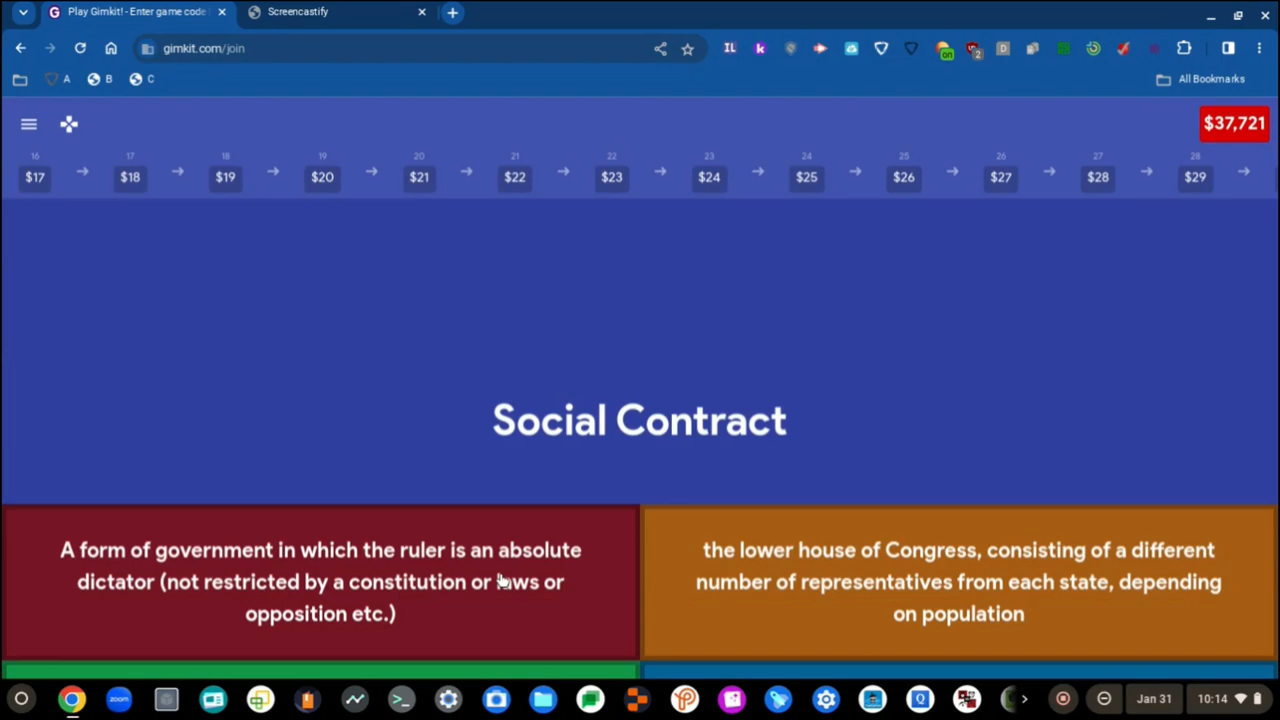 Play Gimkit! - Enter game code
Screencastify
gimkit.com/join
IL
k
on
2
D
A
B
C
All Bookmarks
$37,721
16 17 18 19 20 21 22 23 24 25 26 27 28
$17 $18 $19 $20 $21 $22 $23 $24 $25 $26 $27 $28 $29
Social Contract
A form of government in which the ruler is an absolute
dictator (not restricted by a constitution or laws or
opposition etc.)
the lower house of Congress, consisting of a different
number of representatives from each state, depending
on population
zoom
Jan 31
10:14